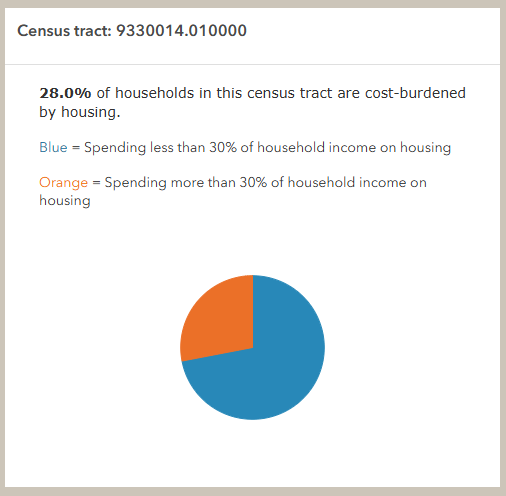 Census tract: 9330014.010000
28.0% of households in this census tract are cost-burdened
by housing.
Blue = Spending less than 30% of household income on housing
Orange = Spending more than 30% of household income on
housing